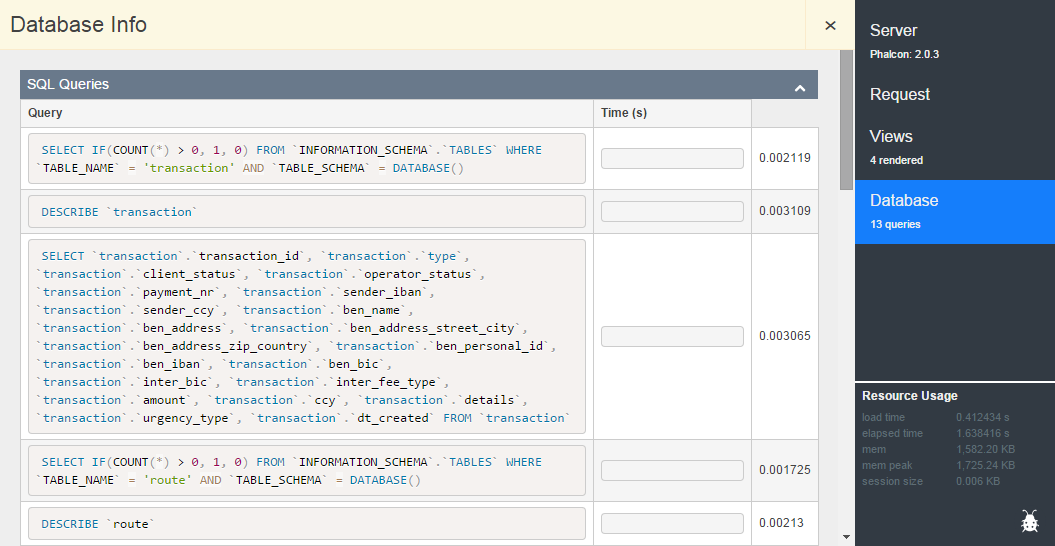 Database Info
×
SQL Queries
Query
Time (s)
SELECT IF(COUNT(*) > 0, 1, 0) FROM `INFORMATION_SCHEMA`.`TABLES` WHERE
`TABLE_NAME` = 'transaction' AND `TABLE_SCHEMA` = DATABASE()
0.002119
DESCRIBE `transaction`
0.003109
SELECT `transaction`.`transaction_id`, `transaction`.`type`,
`transaction`.`client_status`, `transaction`.`operator_status`,
`transaction`.`payment_nr`, `transaction`.`sender_iban`,
`transaction`.`sender_ccy`, `transaction`.`ben_name`,
`transaction`.`ben_address`, `transaction`.`ben_address_street_city`,
`transaction`.`ben_address_zip_country`, `transaction`.`ben_personal_id`,
`transaction`.`ben_iban`, `transaction`.`ben_bic`,
`transaction`.`inter_bic`, `transaction`.`inter_fee_type`,
`transaction`.`amount`, `transaction`.`ccy`, `transaction`.`details`,
`transaction`.`urgency_type`, `transaction`.`dt_created` FROM `transaction`
0.003065
SELECT IF(COUNT(*) > 0, 1, 0) FROM `INFORMATION_SCHEMA`.`TABLES` WHERE
`TABLE_NAME` = 'route' AND `TABLE_SCHEMA` = DATABASE()
0.001725
DESCRIBE `route`
0.00213
Server
Phalcon: 2.0.3
Request
Views
4 rendered
Database
13 queries
Resource Usage
load time 0.412434 s
elapsed time 1.638416 s
mem 1,582.20 KB
mem peak 1,725.24 KB
session size 0.006 KB